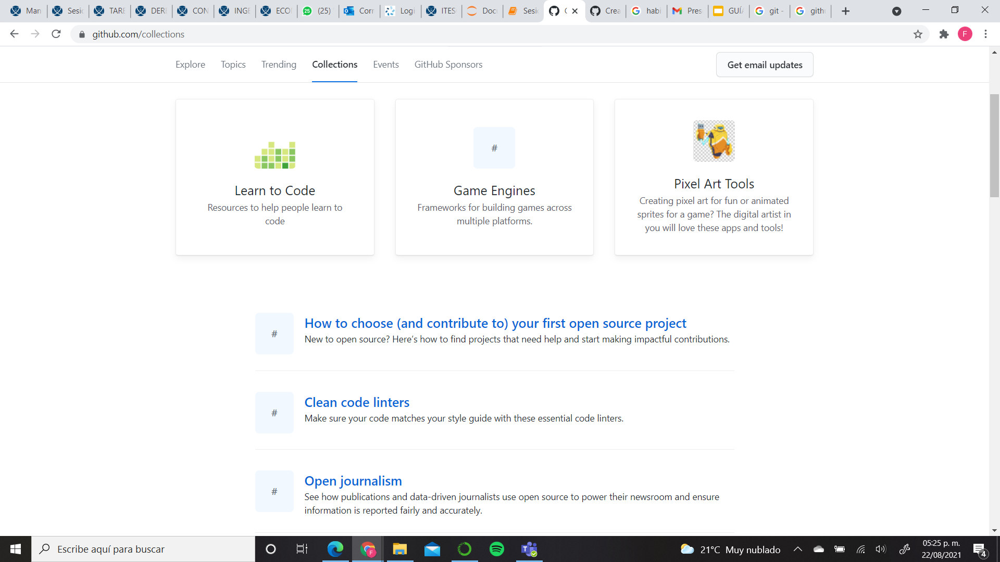 Man
Sesic
TARE
DERI
CON
INGE
ECO
25
(25)
Corr
Logi
ITES
Doc
Sesic
Crea
habi
Pres
GUÍA
git -
gith
github.com/collections
F
Explore
Topics
Trending
Collections
Events
GitHub Sponsors
Get email updates
Learn to Code
Resources to help people learn to
code
#
Game Engines
Frameworks for building games across
multiple platforms.
Pixel Art Tools
Creating pixel art for fun or animated
sprites for a game? The digital artist in
you will love these apps and tools!
#
How to choose (and contribute to) your first open source project
New to open source? Here’s how to find projects that need help and start making impactful contributions.
#
Clean code linters
Make sure your code matches your style guide with these essential code linters.
#
Open journalism
See how publications and data-driven journalists use open source to power their newsroom and ensure
information is reported fairly and accurately.
Escribe aquí para buscar
F
21°C Muy nublado
05:25 p. m.
22/08/2021
4